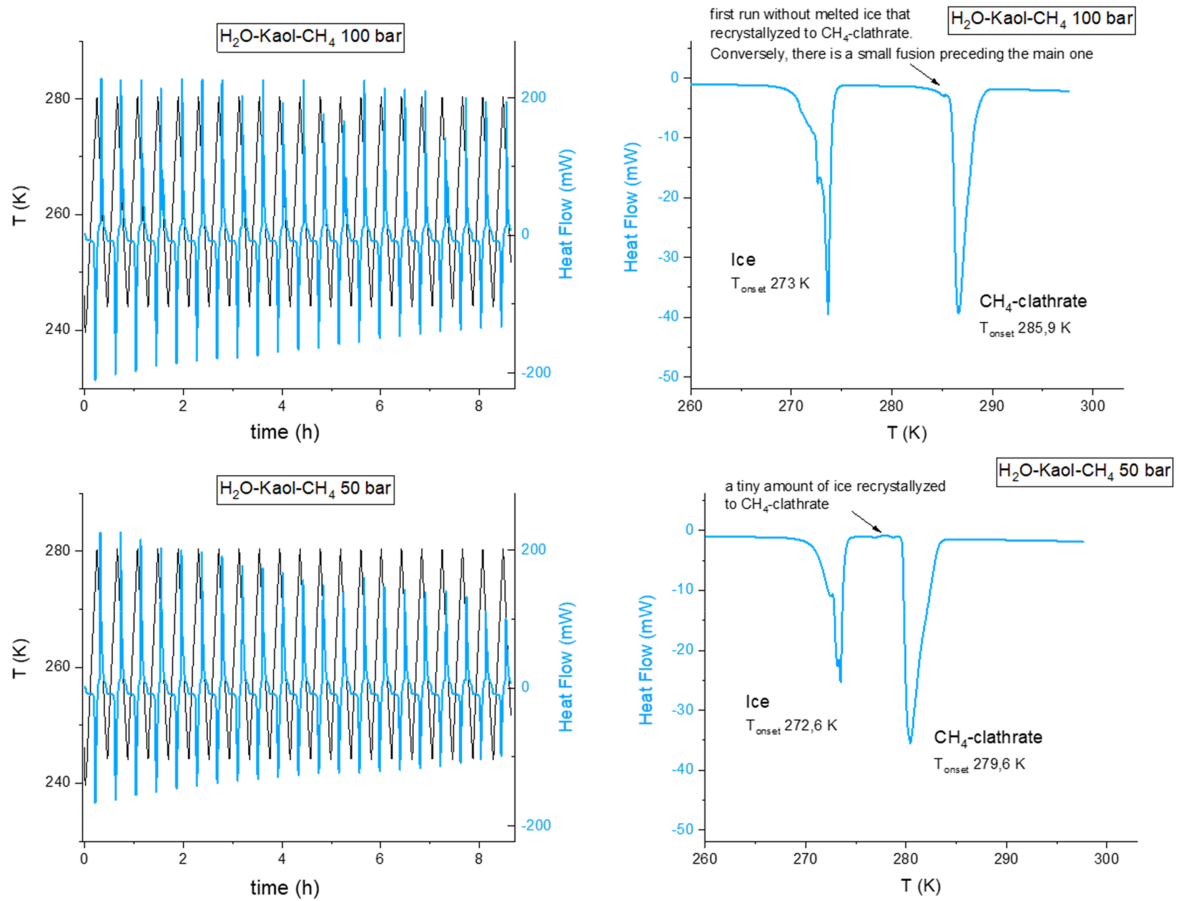 H₂O-Kaol-CH₄ 100 bar
T (K)
280
260
240
200
0
-200
Heat Flow (mW)
0 2 4 6 8
time (h)
first run without melted ice that
recrystallyzed to CH₄-clathrate.
Conversely, there is a small fusion preceding the main one
H₂O-Kaol-CH₄ 100 bar
Heat Flow (mW)
0
-10
-20
-30
-40
-50
Ice
Tonset 273 K
CH₄-clathrate
Tonset 285,9 K
260 270 280 290 300
T (K)
H₂O-Kaol-CH₄ 50 bar
T (K)
280
260
240
200
0
-200
Heat Flow (mW)
0 2 4 6 8
time (h)
a tiny amount of ice recrystallyzed
to CH₄-clathrate
H₂O-Kaol-CH₄ 50 bar
Heat Flow (mW)
0
-10
-20
-30
-40
-50
Ice
Tonset 272,6 K
CH₄-clathrate
Tonset 279,6 K
260 270 280 290 300
T (K)